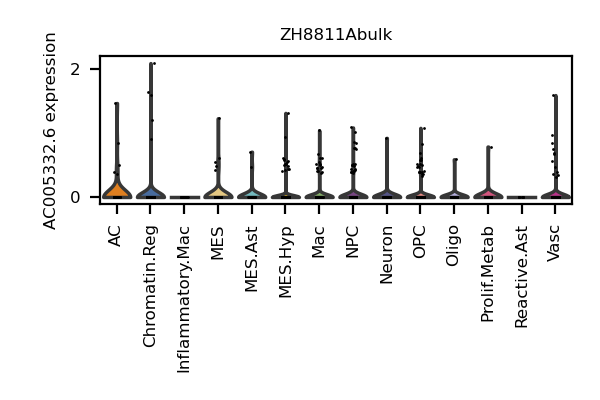 ZH8811Abulk
AC005332.6 expression
2
0
AC
Chromatin.Reg
Inflammatory.Mac
MES
MES.Ast
MES.Hyp
Mac
NPC
Neuron
OPC
Oligo
Prolif.Metab
Reactive.Ast
Vasc